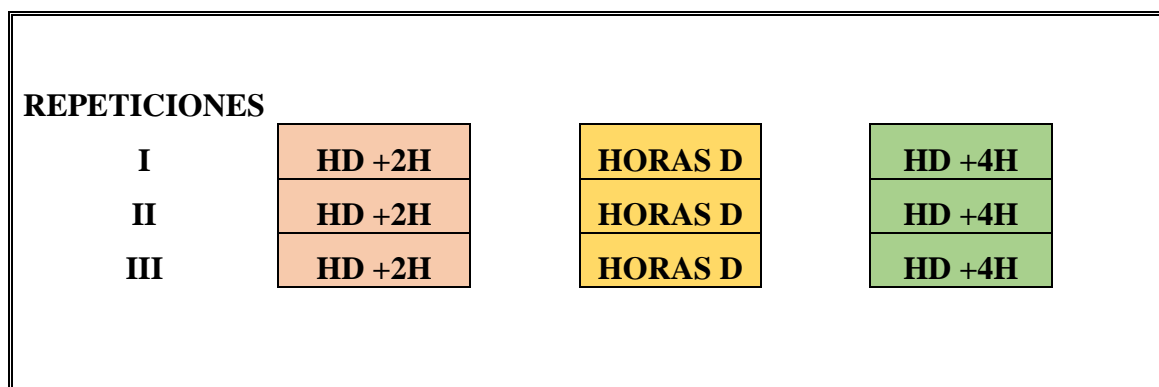 REPETICIONES
I HD +2H HORAS D HD +4H
II HD +2H HORAS D HD +4H
III HD +2H HORAS D HD +4H